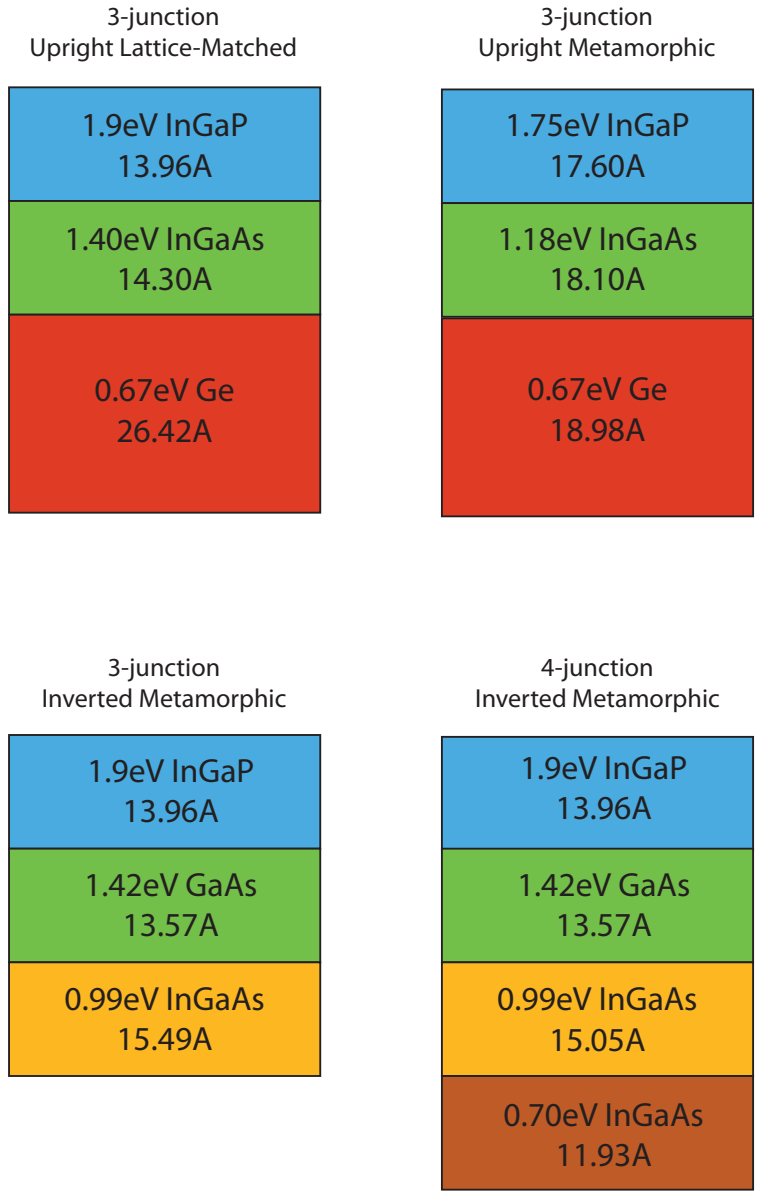 3-junction
Upright Lattice-Matched
1.9eV InGaP
13.96A
1.40eV InGaAs
14.30A
0.67eV Ge
26.42A
3-junction
Upright Metamorphic
1.75eV InGaP
17.60A
1.18eV InGaAs
18.10A
0.67eV Ge
18.98A
3-junction
Inverted Metamorphic
1.9eV InGaP
13.96A
1.42eV GaAs
13.57A
0.99eV InGaAs
15.49A
4-junction
Inverted Metamorphic
1.9eV InGaP
13.96A
1.42eV GaAs
13.57A
0.99eV InGaAs
15.05A
0.70eV InGaAs
11.93A